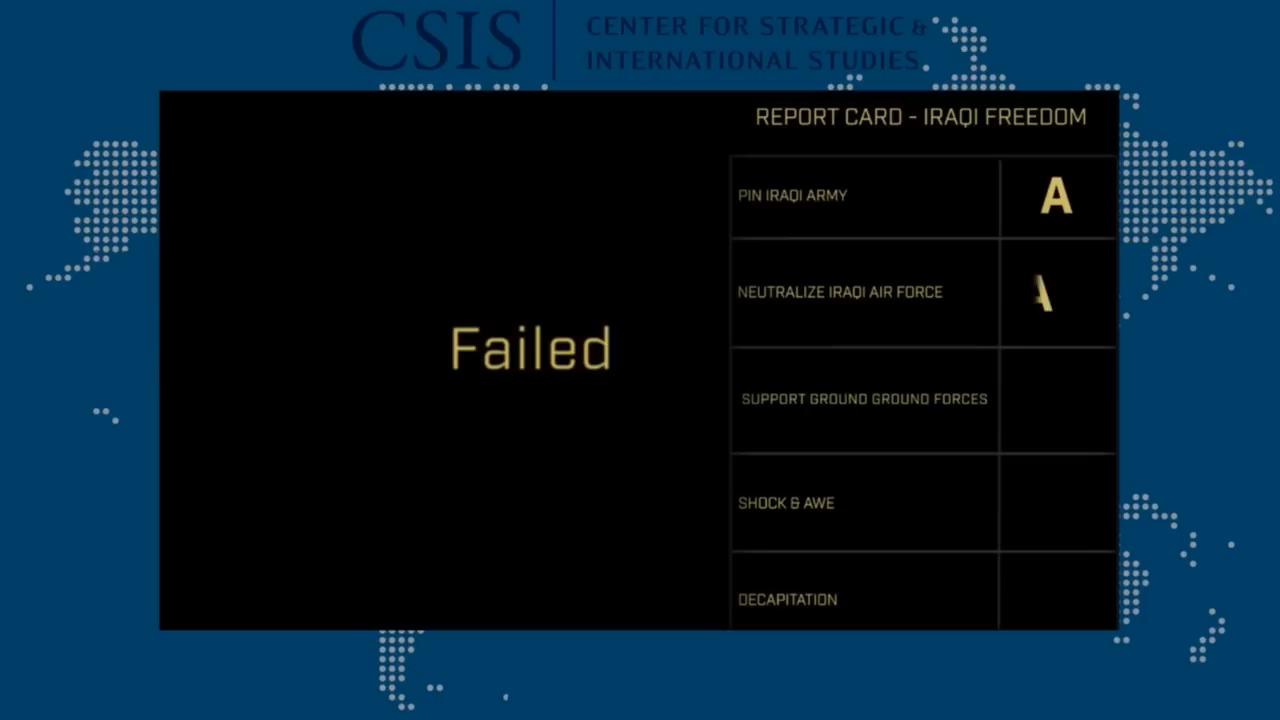 CSIS
CENTER FOR STRATEGIC &
INTERNATIONAL STUDIES
REPORT CARD - IRAQI FREEDOM
PIN IRAQI ARMY A
NEUTRALIZE IRAQI AIR FORCE
Failed
SUPPORT GROUND GROUND FORCES
SHOCK & AWE
DECAPITATION